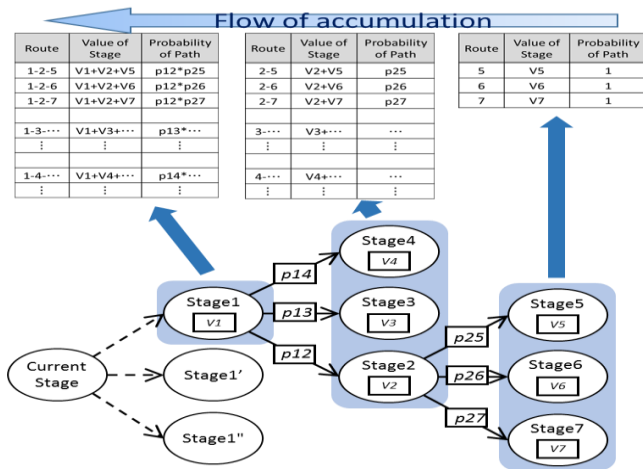 Flow of accumulation
Route Value of Stage Probability of Path
1-2-5 V1+V2+V5 p12*p25
1-2-6 V1+V2+V6 p12*p26
1-2-7 V1+V2+V7 p12*p27
1-3-⋯ V1+V3+⋯ p13*⋯
⋮ ⋮ ⋮
1-4-⋯ V1+V4+⋯ p14*⋯
⋮ ⋮ ⋮
Route Value of Stage Probability of Path
2-5 V2+V5 p25
2-6 V2+V6 p26
2-7 V2+V7 p27
3-⋯ V3+⋯ ⋯
⋮ ⋮ ⋮
4-⋯ V4+⋯ ⋯
⋮ ⋮ ⋮
Route Value of Stage Probability of Path
5 V5 1
6 V6 1
7 V7 1
Stage4
V4
p14
Stage1
V1
p13
Stage3
V3
Stage5
V5
p12
p25
Current
Stage
Stage1'
Stage2
V2
p26
Stage6
V6
p27
Stage1"
Stage7
V7